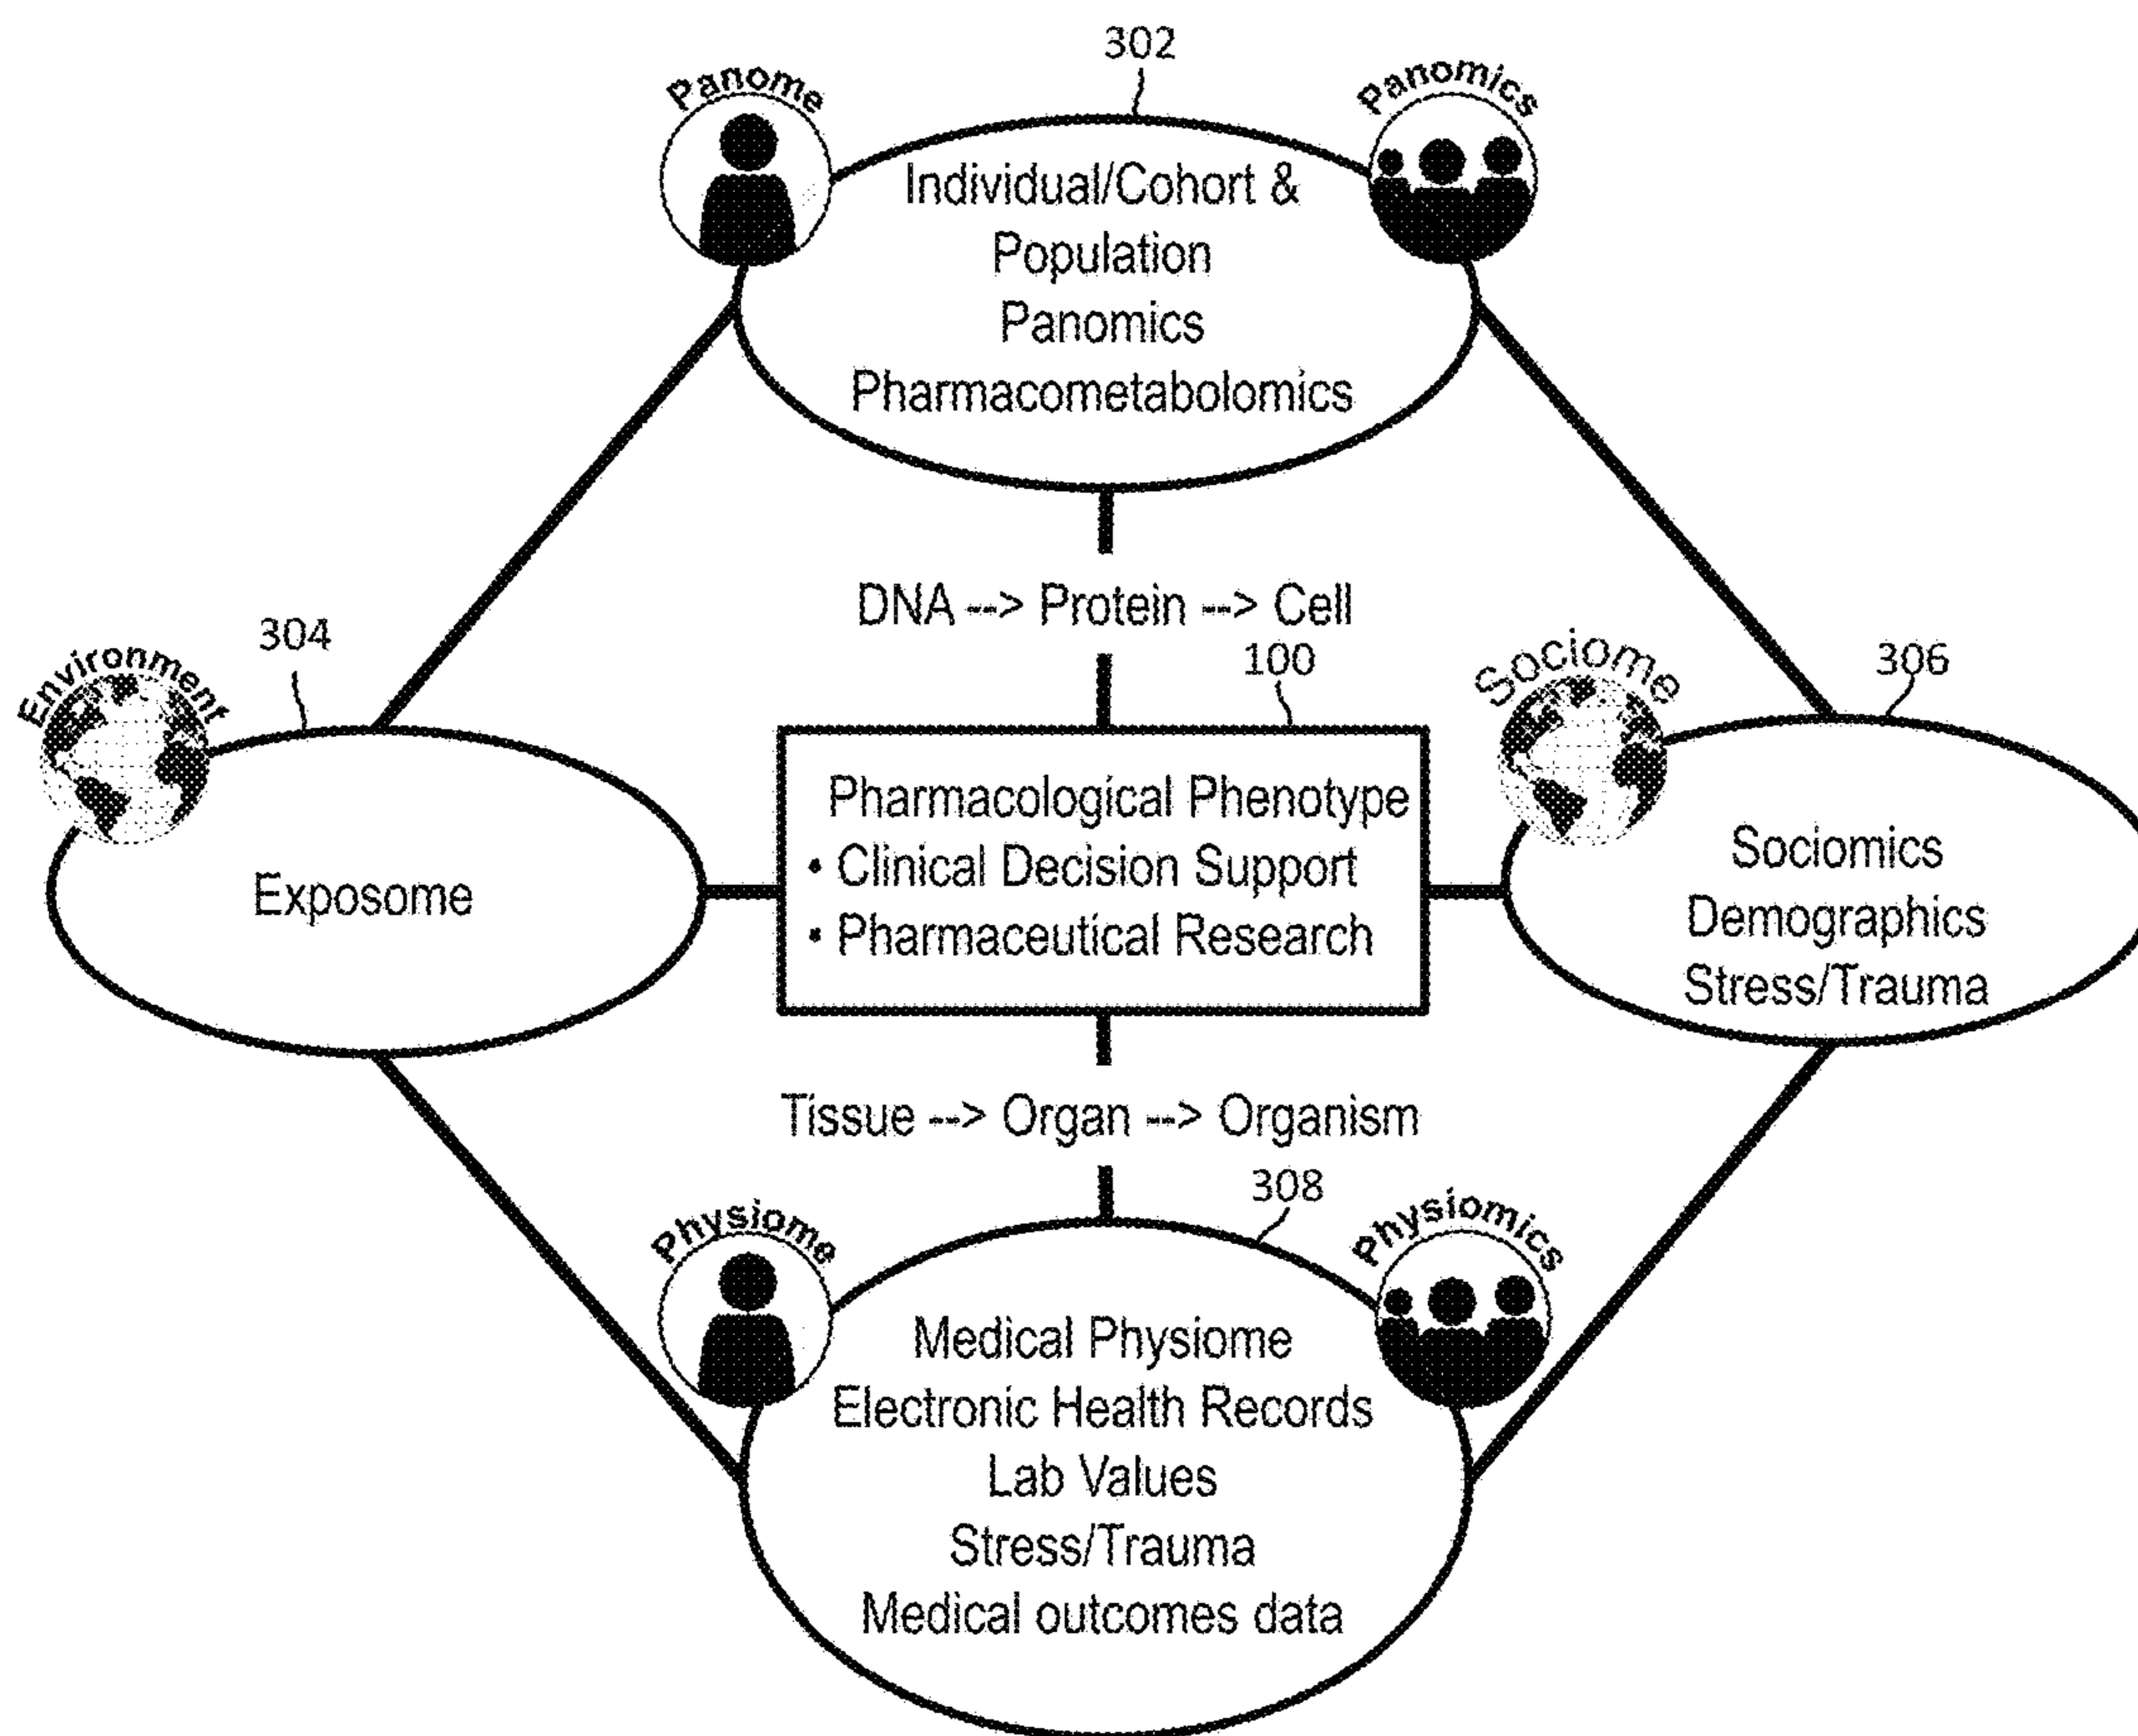 302
Panome
Panomics
Individual/Cohort &
Population
Panomics
Pharmacometabolomics
DNA --> Protein --> Cell
304
100
306
Environment
Sociome
Exposome
Pharmacological Phenotype
• Clinical Decision Support
• Pharmaceutical Research
Sociomics
Demographics
Stress/Trauma
Tissue --> Organ --> Organism
308
Physiome
Physiomics
Medical Physiome
Electronic Health Records
Lab Values
Stress/Trauma
Medical outcomes data